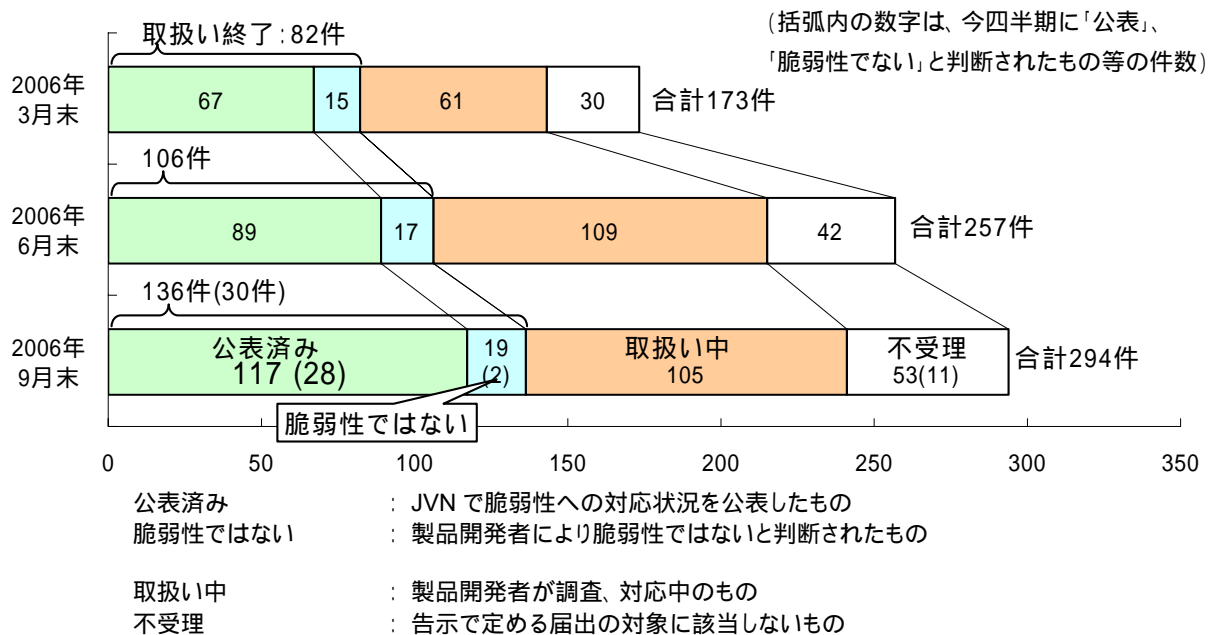 取扱い終了:82件
(括弧内の数字は、今四半期に「公表」、
「脆弱性でない」と判断されたもの等の件数)
2006年
3月末
67
15
61
30
合計173件
106件
2006年
6月末
89
17
109
42
合計257件
136件(30件)
2006年
9月末
公表済み
117 (28)
19
(2)
取扱い中
105
不受理
53(11)
合計294件
脆弱性ではない
0 50 100 150 200 250 300 350
公表済み : JVN で脆弱性への対応状況を公表したもの
脆弱性ではない : 製品開発者により脆弱性ではないと判断されたもの
取扱い中 : 製品開発者が調査、対応中のもの
不受理 : 告示で定める届出の対象に該当しないもの